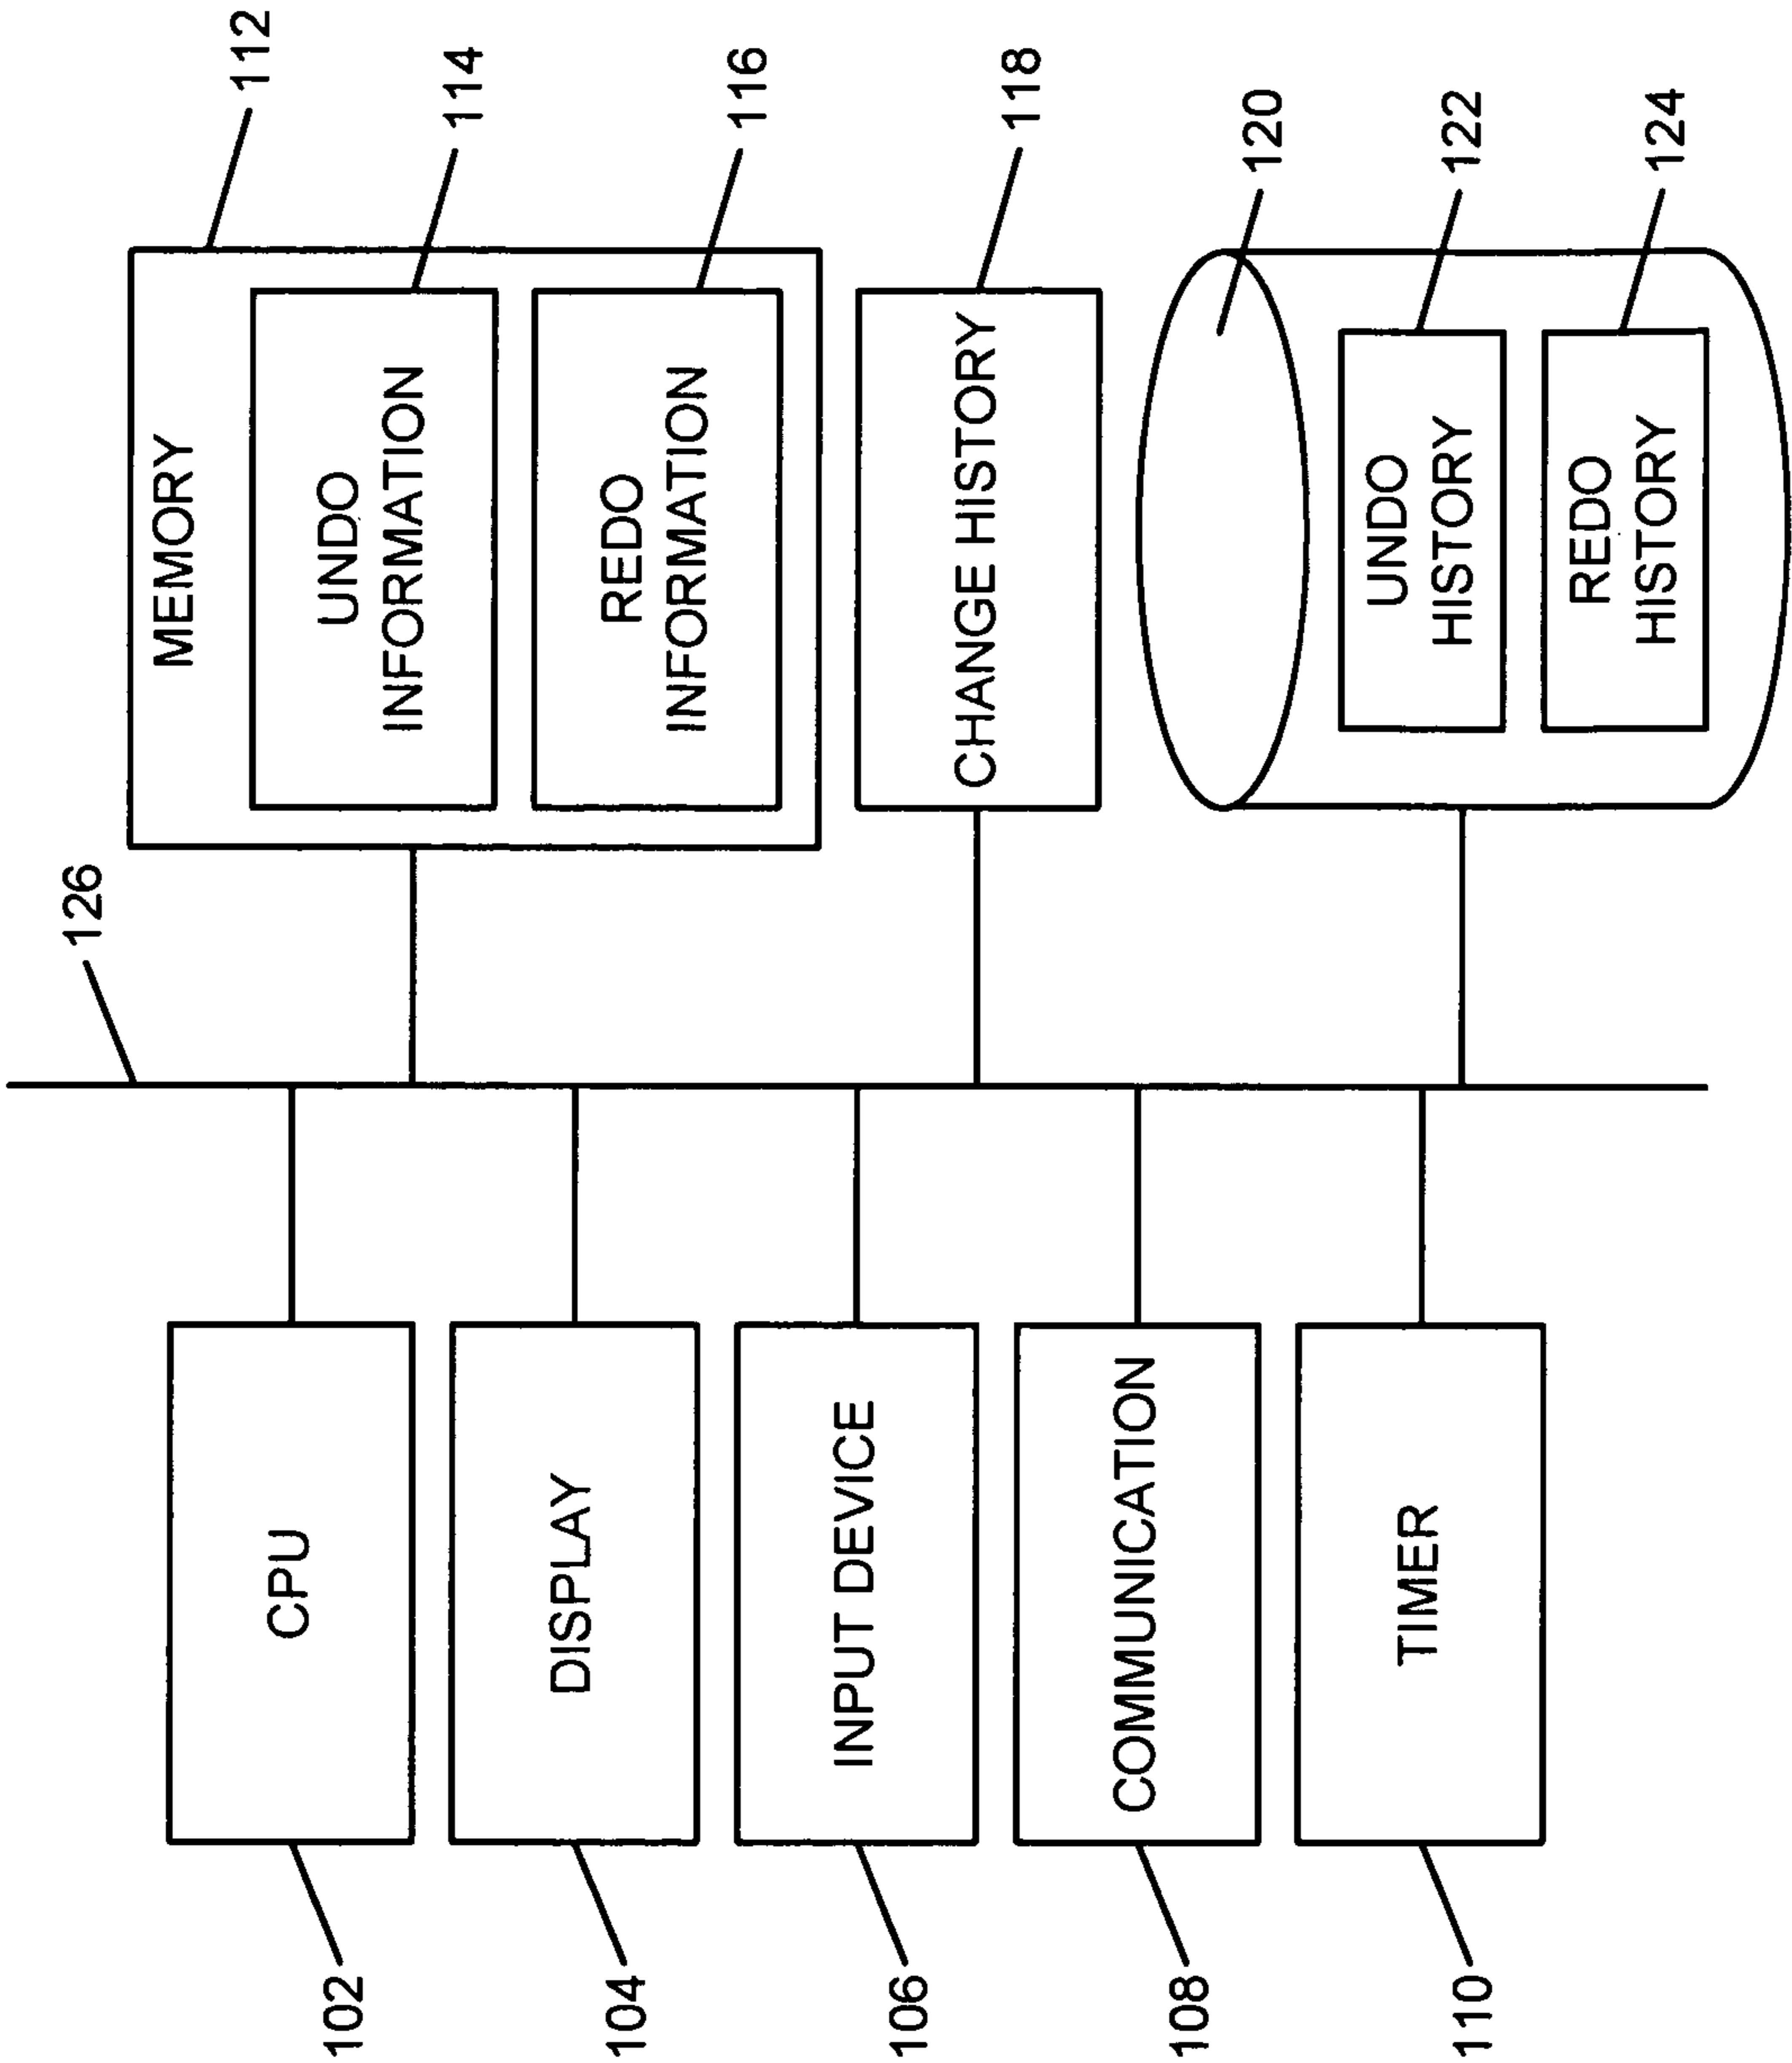 126
102
CPU
104
DISPLAY
106
INPUT DEVICE
108
COMMUNICATION
110
TIMER
MEMORY
112
UNDO
INFORMATION
114
REDO
INFORMATION
116
CHANGE HISTORY
118
120
UNDO
HISTORY
122
REDO
HISTORY
124